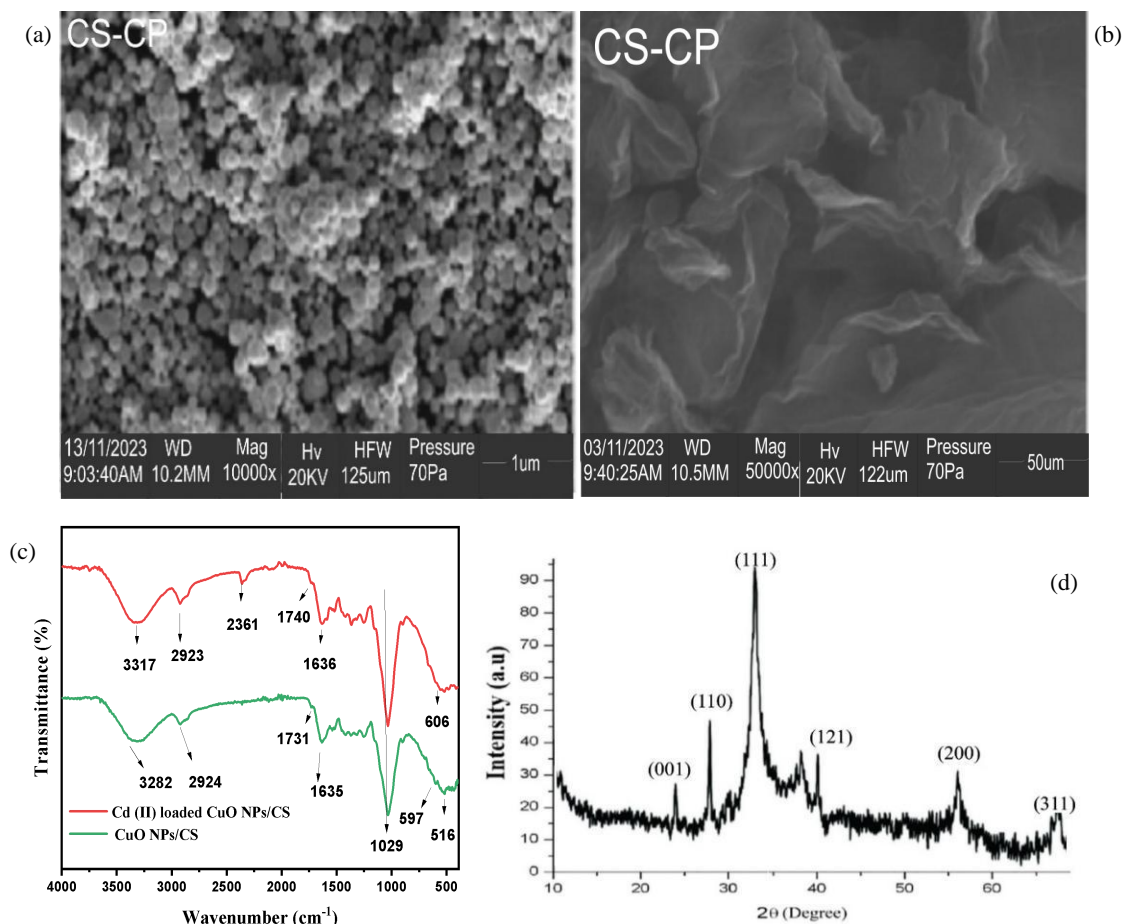 (a)
CS-CP
13/11/2023 WD Mag Hv HFW Pressure
9:03:40AM 10.2MM 10000x 20KV 125um 70Pa
1um
CS-CP
(b)
03/11/2023 WD Mag Hv HFW Pressure
9:40:25AM 10.5MM 50000x 20KV 122um 70Pa
50um
(c)
Transmittance (%)
3317
2923
2361
1740
1636
606
3282
2924
1731
1635
1029
597
516
Cd (II) loaded CuO NPs/CS
CuO NPs/CS
4000 3500 3000 2500 2000 1500 1000 500
Wavenumber (cm-1)
(d)
Intensity (a.u)
90
80
70
60
50
40
30
20
10
0
(001)
(110)
(111)
(121)
(200)
(311)
10 20 30 40 50 60
2θ (Degree)